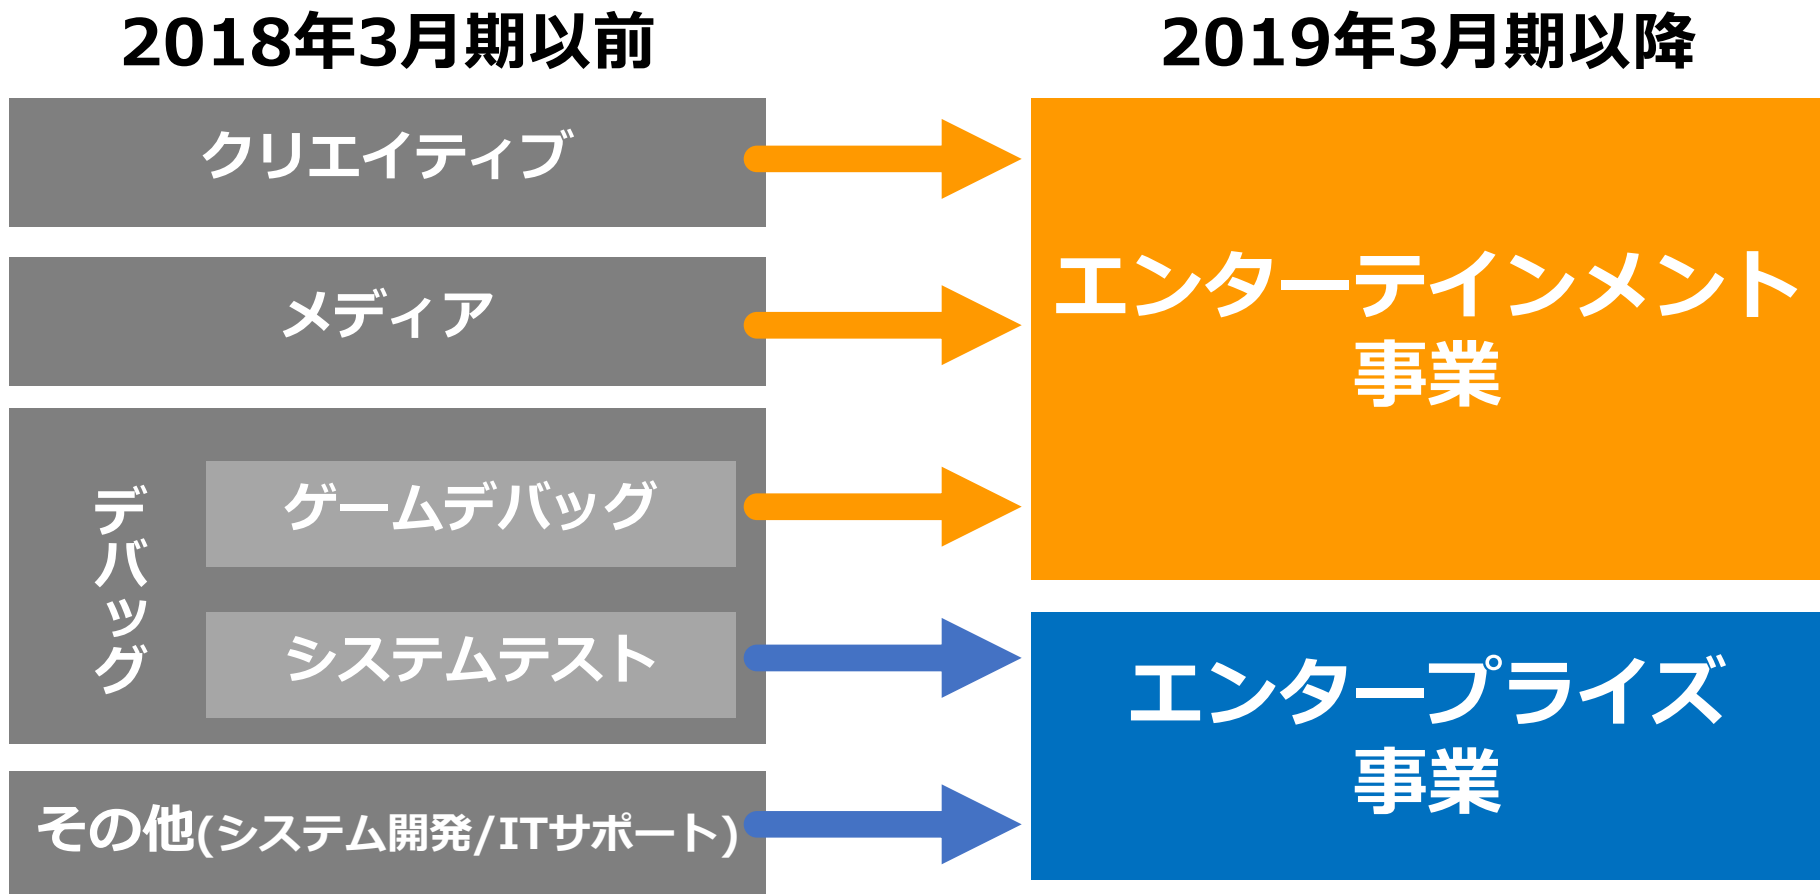 2018年3月期以前
2019年3月期以降
クリエイティブ
メディア
デバッグ
ゲームデバッグ
システムテスト
その他(システム開発/ITサポート)
エンターテインメント
事業
エンタープライズ
事業